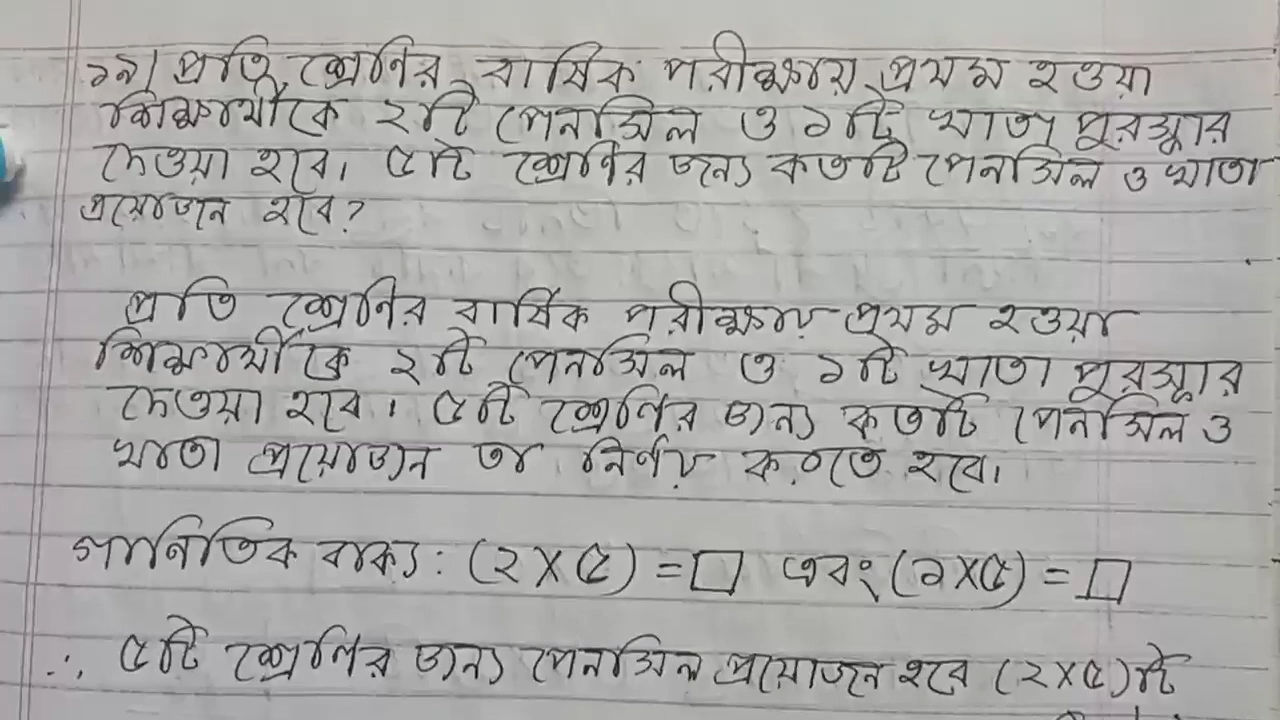 ১৯। প্রতি শ্রেণির বার্ষিক পরীক্ষায় প্রথম হওয়া
শিক্ষার্থীকে ২টি পেনসিল ও ১টি খাতা পুরস্কার
দেওয়া হবে। ৫টি শ্রেণির জন্য কতটি পেনসিল ও খাতা
প্রয়োজন হবে?
প্রতি শ্রেণির বার্ষিক পরীক্ষায় প্রথম হওয়া
শিক্ষার্থীকে ২টি পেনসিল ও ১টি খাতা পুরস্কার
দেওয়া হবে। ৫টি শ্রেণির জন্য কতটি পেনসিল ও
খাতা প্রয়োজন তা নির্ণয় করতে হবে।
গাণিতিক বাক্য: (২×৫) =□ এবং (১×৫) =□
∴ ৫টি শ্রেণির জন্য পেনসিল প্রয়োজন হবে (২×৫)টি